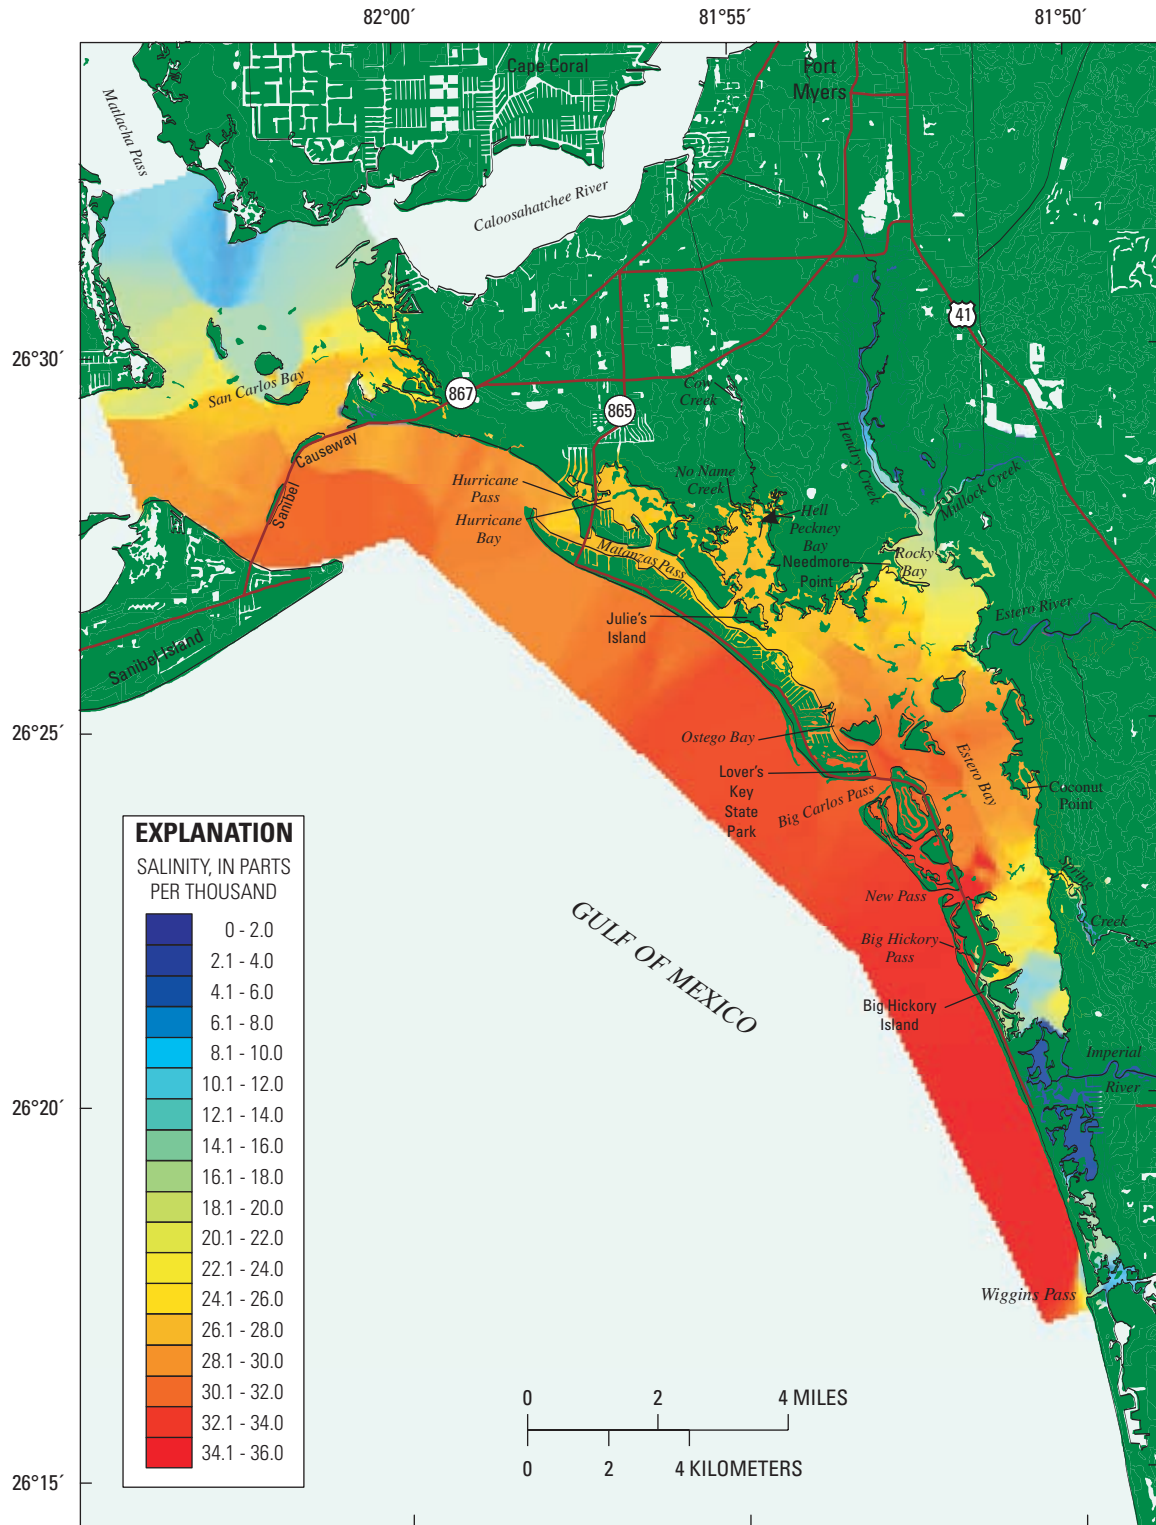 82°00´
81°55´
81°50´
Cape Coral
Fort
Myers
Matlacha Pass
Caloosahatchee River
41
26°30´
San Carlos Bay
867
865
Cow
Creek
Hendry Creek
Causeway
Sanibel
Hurricane
Pass
No Name
Creek
Mullock Creek
Hurricane
Bay
Hell
Peckney
Bay
Matanzas Pass
Needmore
Point
Rocky
Bay
Estero River
Julie's
Island
Sanibel Island
26°25´
Ostego Bay
Estero Bay
Lover's
Key
State
Park
Big Carlos Pass
Coconut
Point
EXPLANATION
SALINITY, IN PARTS
PER THOUSAND
0 - 2.0
2.1 - 4.0
4.1 - 6.0
6.1 - 8.0
8.1 - 10.0
10.1 - 12.0
12.1 - 14.0
14.1 - 16.0
16.1 - 18.0
18.1 - 20.0
20.1 - 22.0
22.1 - 24.0
24.1 - 26.0
26.1 - 28.0
28.1 - 30.0
30.1 - 32.0
32.1 - 34.0
34.1 - 36.0
Spring
Creek
New Pass
GULF OF MEXICO
Big Hickory
Pass
Big Hickory
Island
Imperial
River
26°20´
Wiggins Pass
0 2 4 MILES
0 2 4 KILOMETERS
26°15´